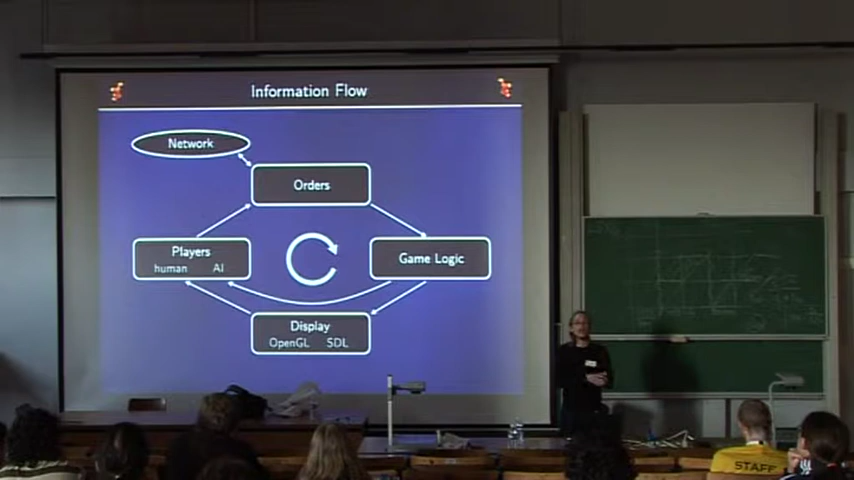 Information Flow
Network
Orders
Players
human AI
Game Logic
Display
OpenGL SDL
STAFF